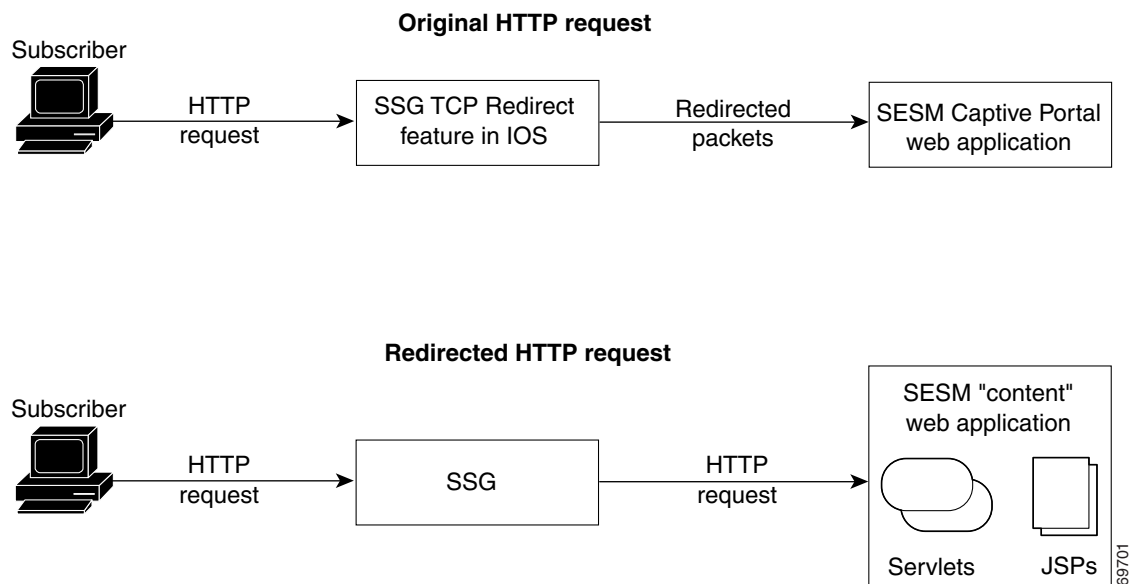 Original HTTP request
Subscriber
HTTP
request
SSG TCP Redirect
feature in IOS
Redirected
packets
SESM Captive Portal
web application
Redirected HTTP request
Subscriber
HTTP
request
SSG
HTTP
request
SESM "content"
web application
Servlets
JSPs
69701